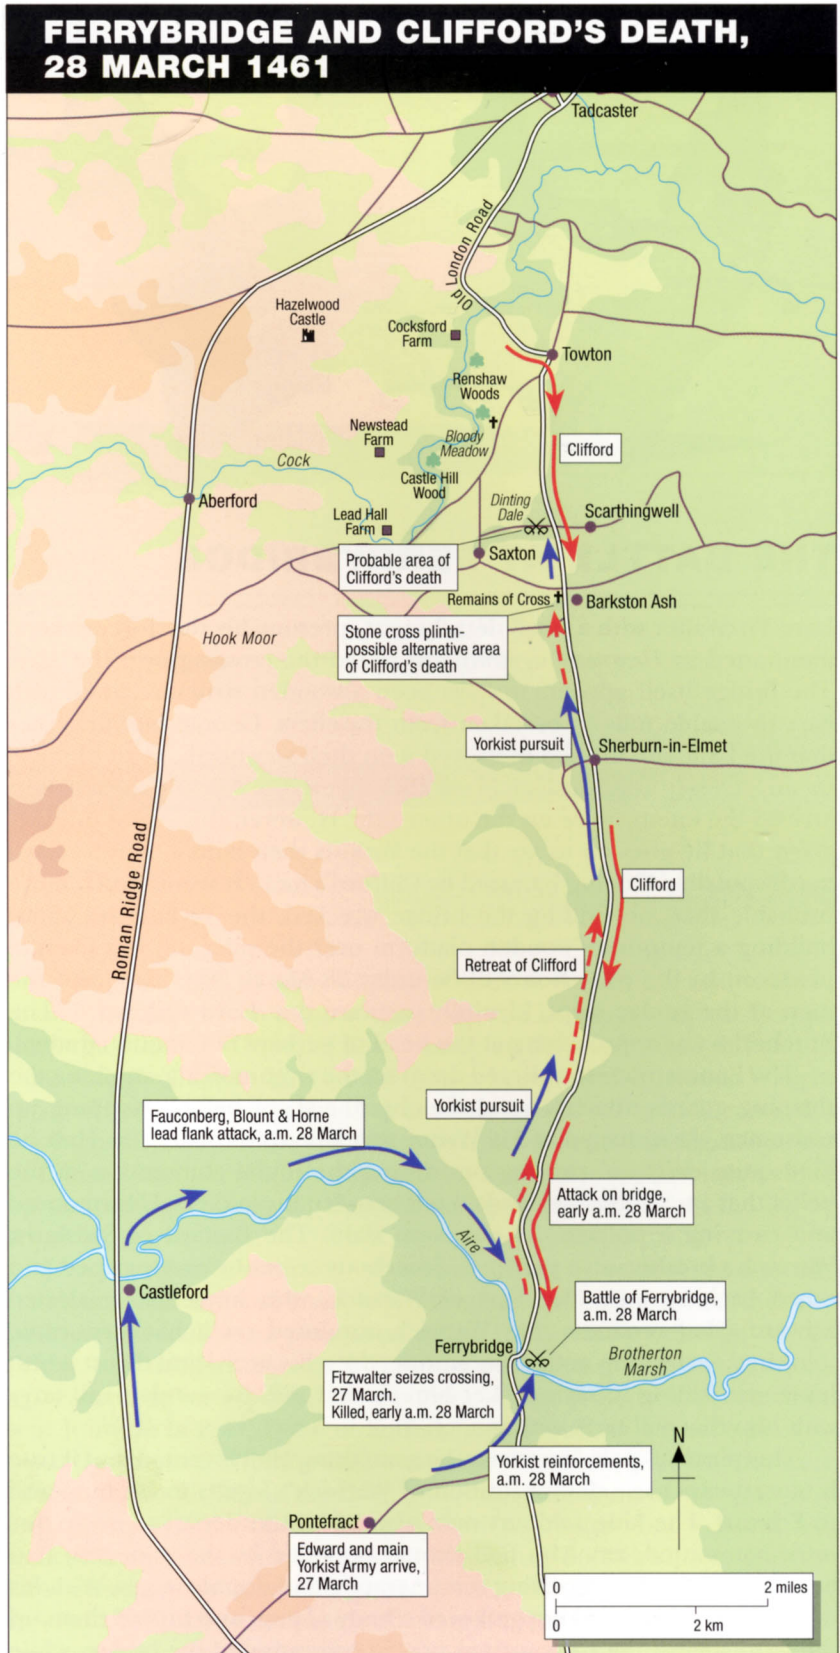 FERRYBRIDGE AND CLIFFORD'S DEATH,
28 MARCH 1461
Tadcaster
Old London Road
Hazelwood
Castle
Cocksford
Farm
Towton
Renshaw
Woods
Newstead
Farm
Bloody
Meadow
Clifford
Cock
Castle Hill
Wood
Aberford
Dinting
Dale
Scarthingwell
Lead Hall
Farm
Saxton
Probable area of
Clifford's death
Remains of Cross
Barkston Ash
Hook Moor
Stone cross plinth-
possible alternative area
of Clifford's death
Yorkist pursuit
Sherburn-in-Elmet
Roman Ridge Road
Clifford
Retreat of Clifford
Yorkist pursuit
Fauconberg, Blount & Horne
lead flank attack, a.m. 28 March
Attack on bridge,
early a.m. 28 March
Aire
Castleford
Battle of Ferrybridge,
a.m. 28 March
Ferrybridge
Brotherton
Marsh
Fitzwalter seizes crossing,
27 March.
Killed, early a.m. 28 March
N
Yorkist reinforcements,
a.m. 28 March
Pontefract
Edward and main
Yorkist Army arrive,
27 March
0 2 miles
0 2 km